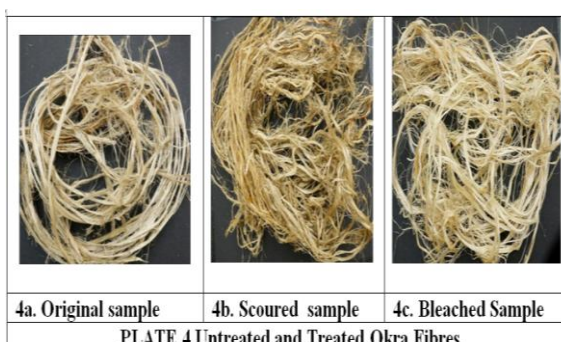 4a. Original sample
4b. Scoured sample
4c. Bleached Sample
PLATE 4 Untreated and Treated Okra Fibres